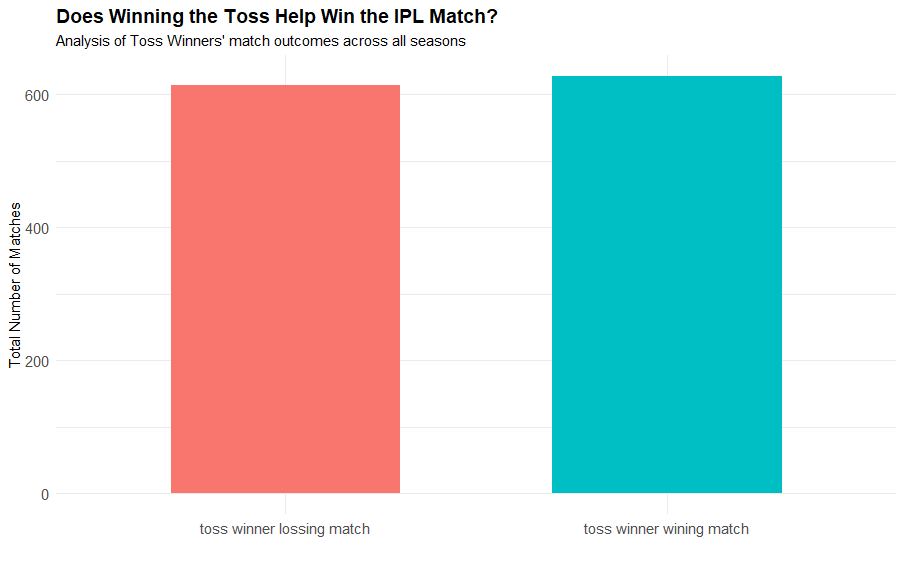 Does Winning the Toss Help Win the IPL Match?
Analysis of Toss Winners' match outcomes across all seasons
Total Number of Matches
600
400
200
0
toss winner lossing match
toss winner wining match